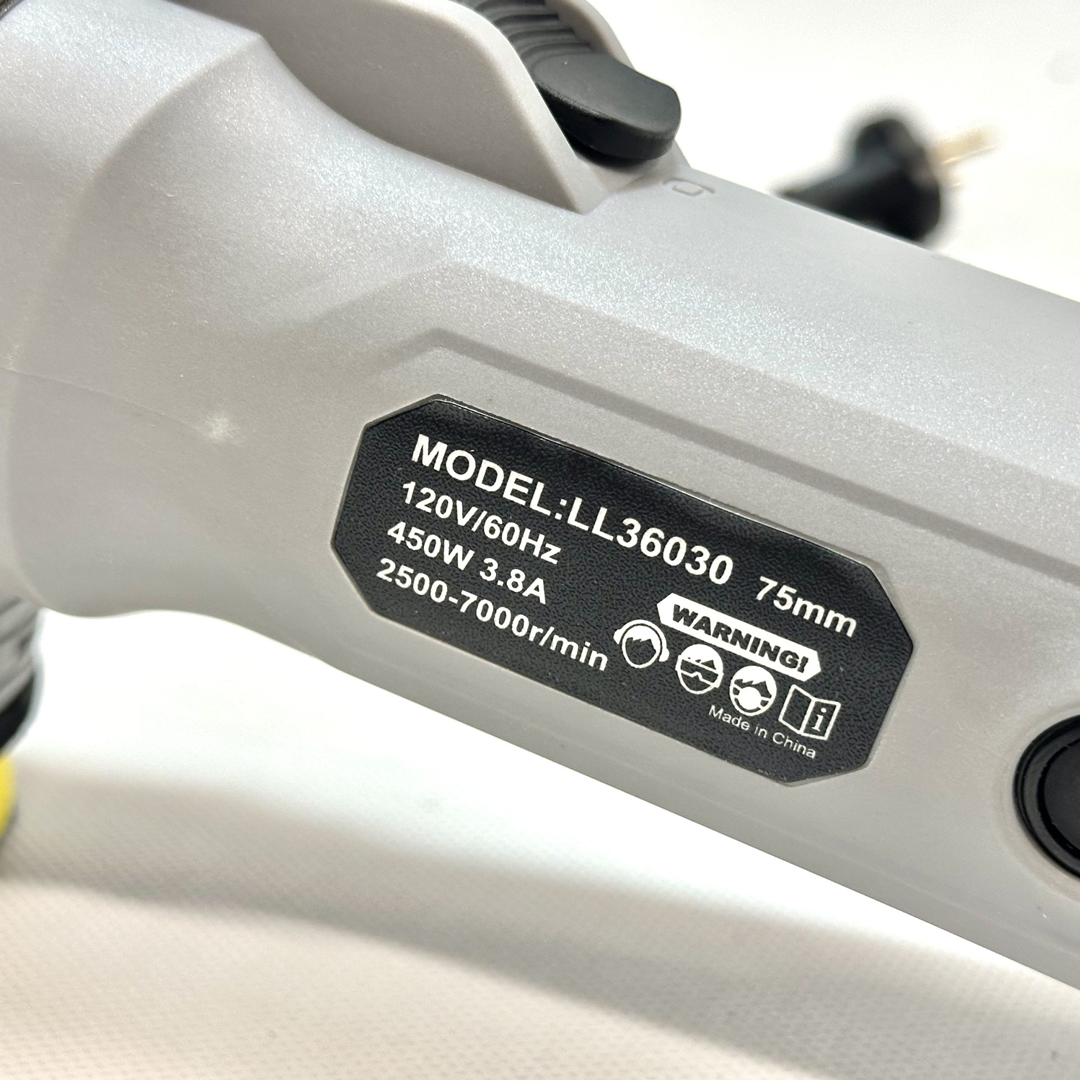 MODEL:LL36030 75mm
120V/60Hz
450W 3.8A
2500-7000r/min
WARNING!
i
Made in China